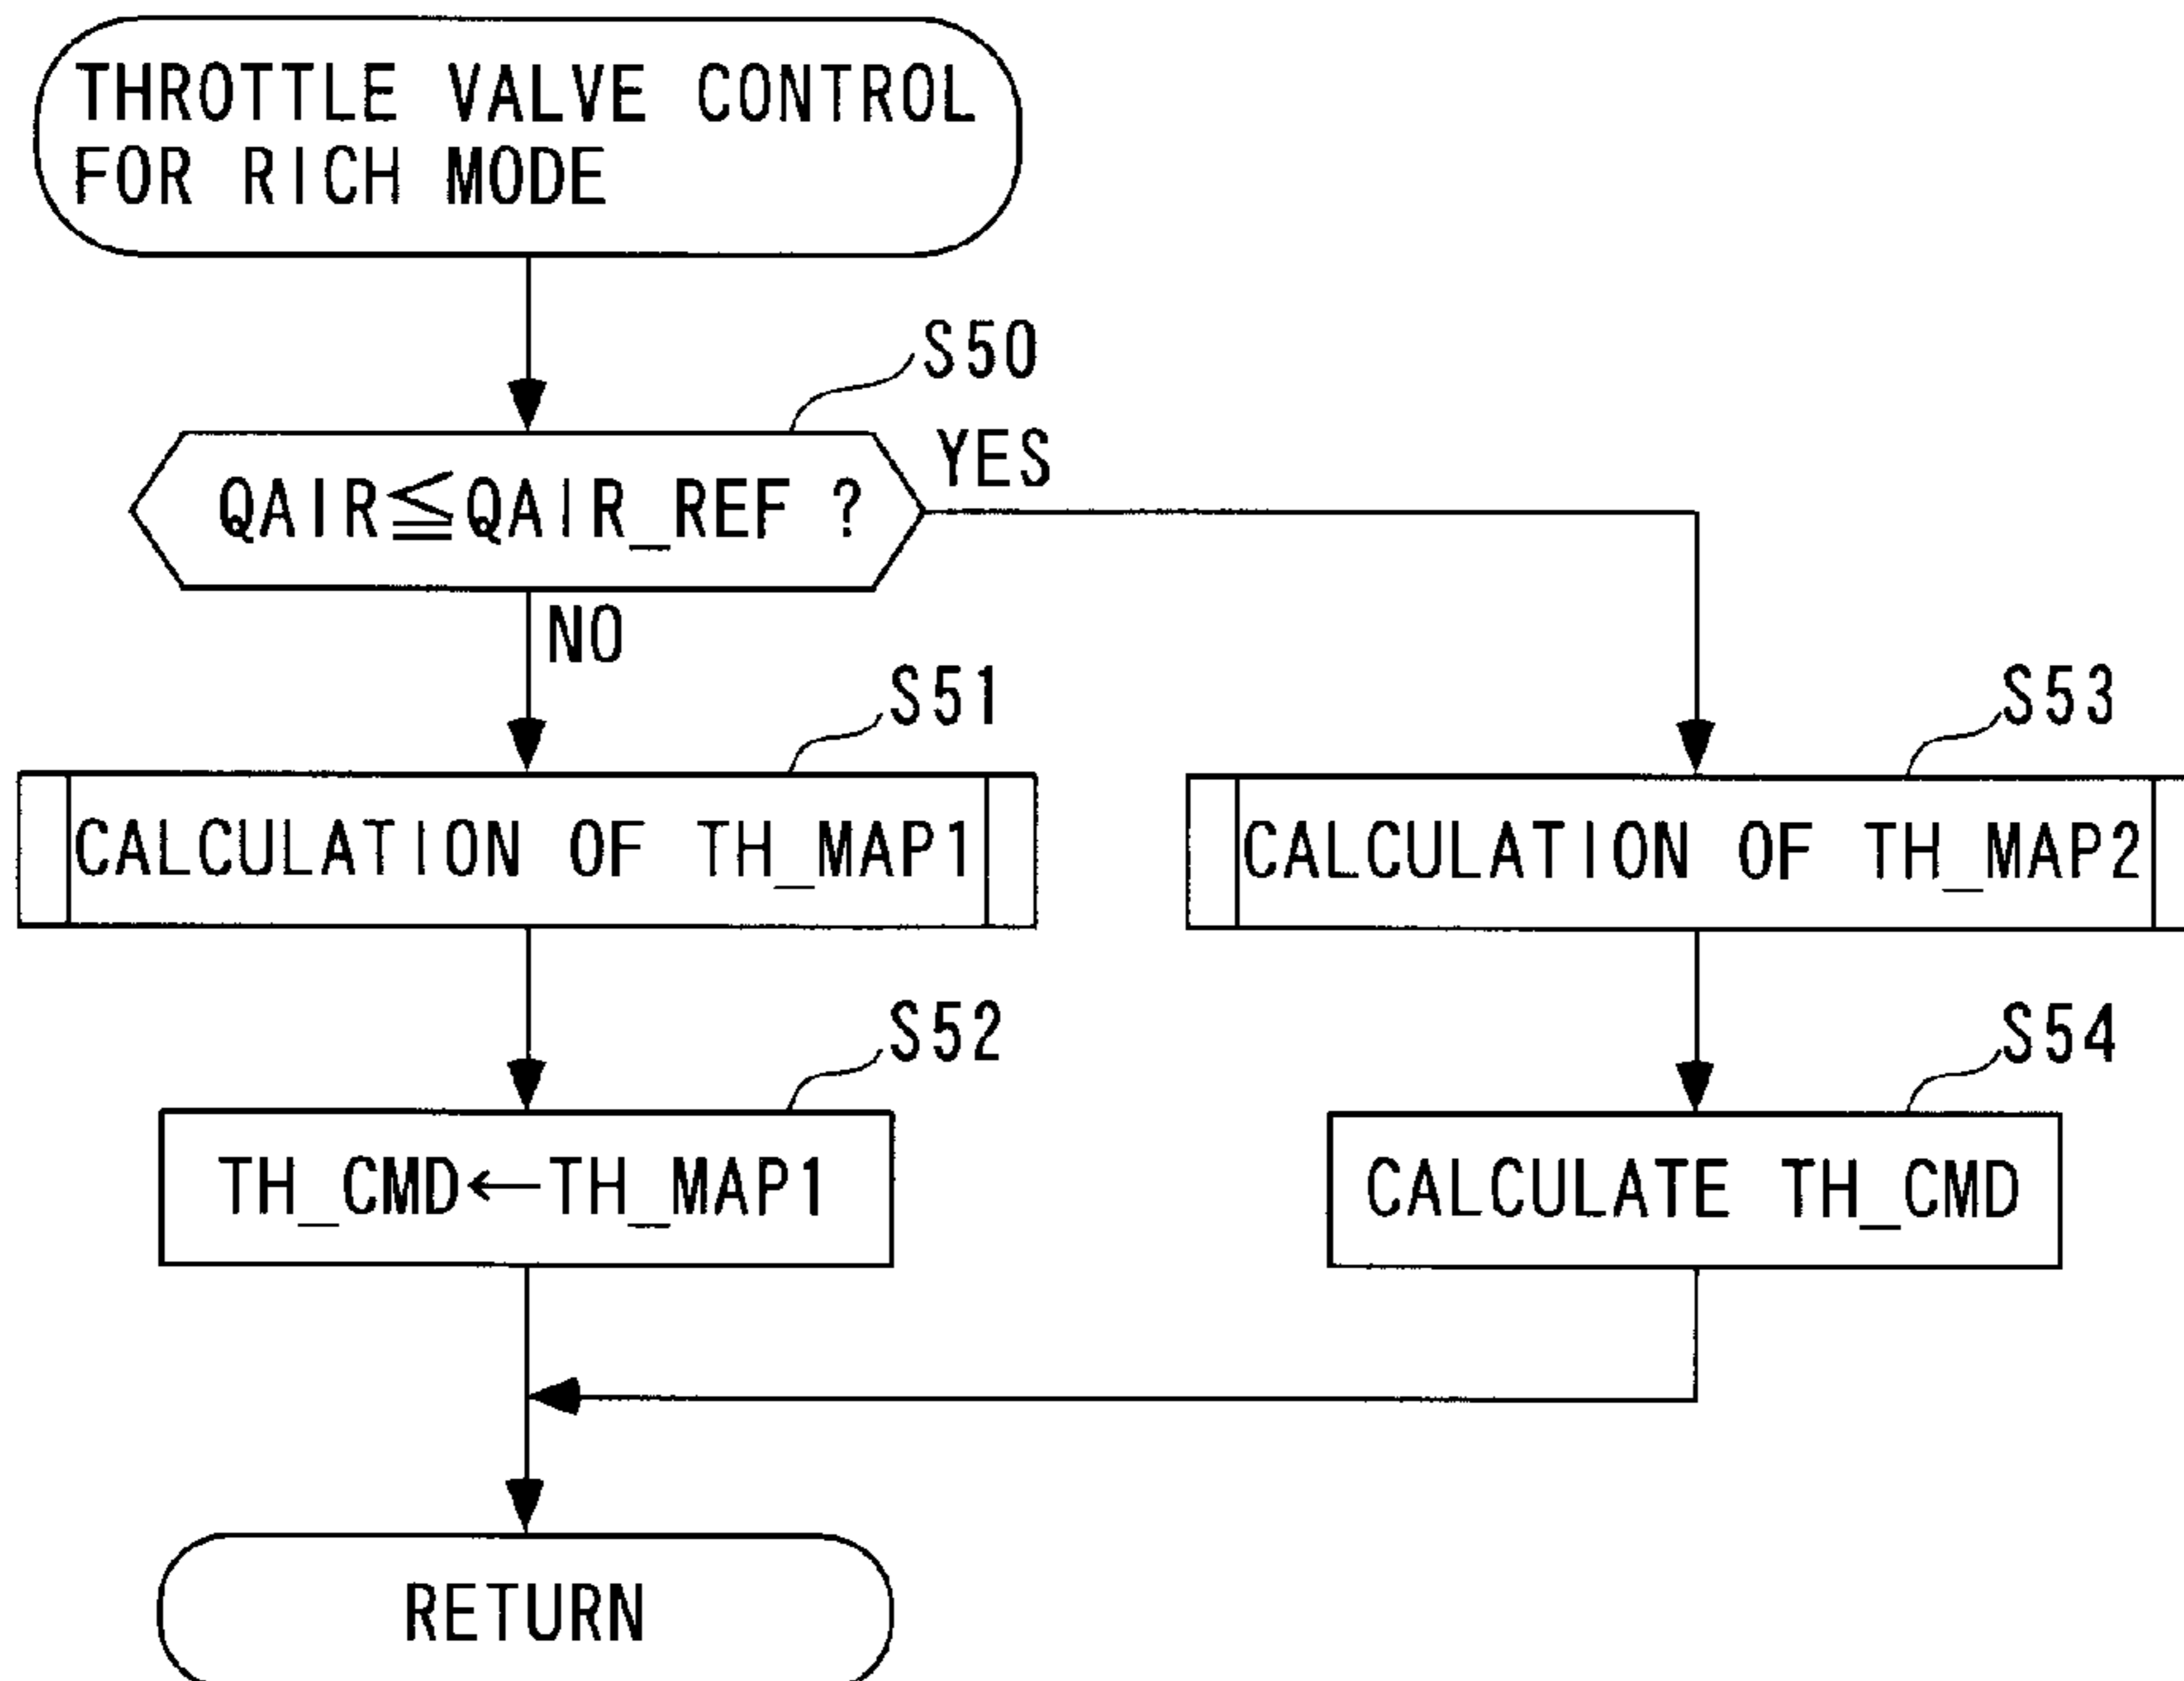 THROTTLE VALVE CONTROL
FOR RICH MODE
S50
QAIR≦QAIR_REF ?
YES
NO
S51
CALCULATION OF TH_MAP1
S53
CALCULATION OF TH_MAP2
S52
TH_CMD←TH_MAP1
S54
CALCULATE TH_CMD
RETURN